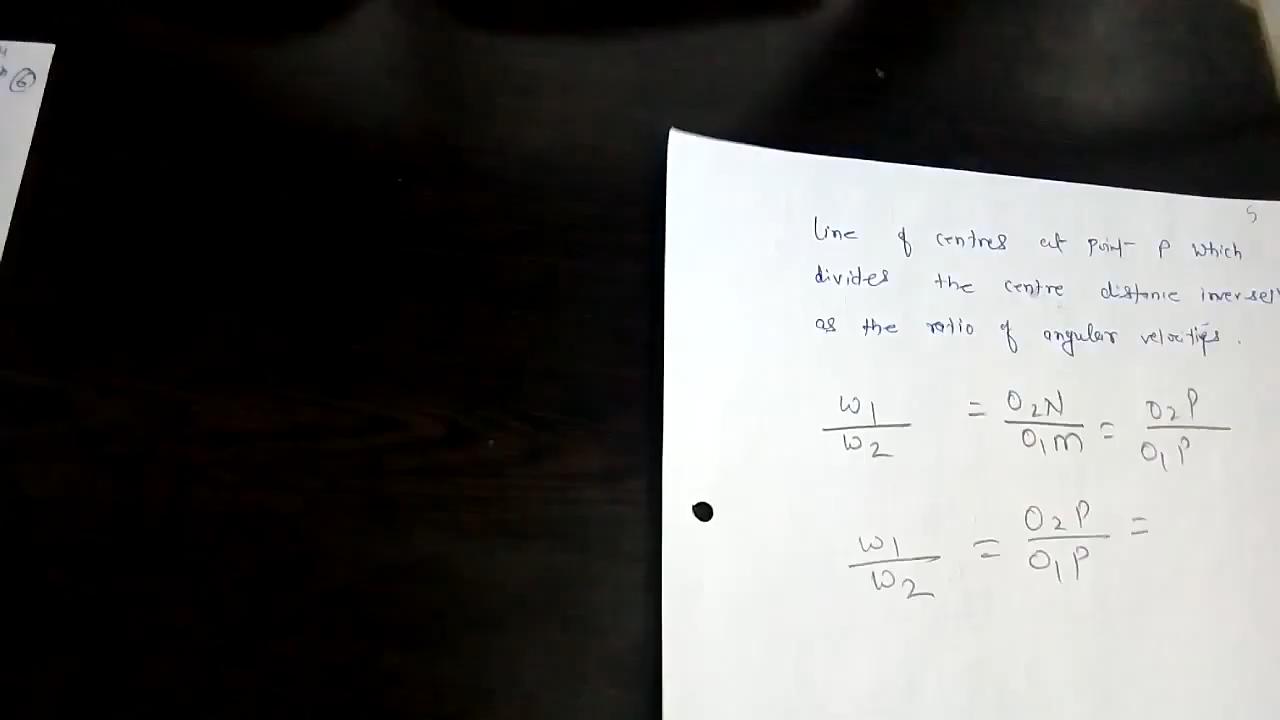 6
5
line of centres at point P which
divides the centre distance inversely
as the ratio of angular velocities.
ω1/ω2 = O2N/O1M = O2P/O1P
ω1/ω2 = O2P/O1P =